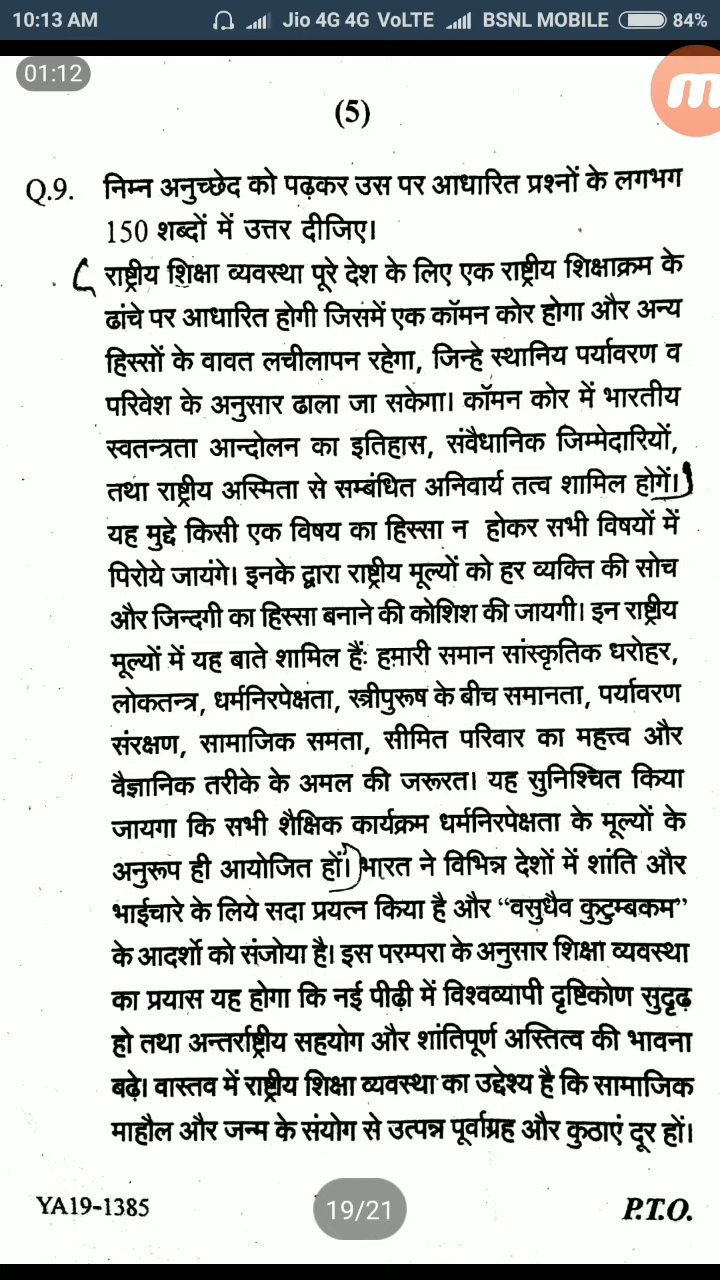 10:13 AM Jio 4G 4G VoLTE BSNL MOBILE 84%
01:12
m
(5)
Q.9. निम्न अनुच्छेद को पढ़कर उस पर आधारित प्रश्नों के लगभग
150 शब्दों में उत्तर दीजिए।
राष्ट्रीय शिक्षा व्यवस्था पूरे देश के लिए एक राष्ट्रीय शिक्षाक्रम के
ढांचे पर आधारित होगी जिसमें एक कॉमन कोर होगा और अन्य
हिस्सों के वावत लचीलापन रहेगा, जिन्हे स्थानिय पर्यावरण व
परिवेश के अनुसार ढाला जा सकेगा। कॉमन कोर में भारतीय
स्वतन्त्रता आन्दोलन का इतिहास, संवैधानिक जिम्मेदारियों,
तथा राष्ट्रीय अस्मिता से सम्बंधित अनिवार्य तत्व शामिल होगें।
यह मुद्दे किसी एक विषय का हिस्सा न होकर सभी विषयों में
पिरोये जायंगे। इनके द्वारा राष्ट्रीय मूल्यों को हर व्यक्ति की सोच
और जिन्दगी का हिस्सा बनाने की कोशिश की जायगी। इन राष्ट्रीय
मूल्यों में यह बाते शामिल हैंः हमारी समान सांस्कृतिक धरोहर,
लोकतन्त्र, धर्मनिरपेक्षता, स्त्रीपुरूष के बीच समानता, पर्यावरण
संरक्षण, सामाजिक समता, सीमित परिवार का महत्त्व और
वैज्ञानिक तरीके के अमल की जरूरत। यह सुनिश्चित किया
जायगा कि सभी शैक्षिक कार्यक्रम धर्मनिरपेक्षता के मूल्यों के
अनुरूप ही आयोजित हों। भारत ने विभिन्न देशों में शांति और
भाईचारे के लिये सदा प्रयत्न किया है और “वसुधैव कुटुम्बकम”
के आदर्शो को संजोया है। इस परम्परा के अनुसार शिक्षा व्यवस्था
का प्रयास यह होगा कि नई पीढ़ी में विश्वव्यापी दृष्टिकोण सुदृढ़
हो तथा अन्तर्राष्ट्रीय सहयोग और शांतिपूर्ण अस्तित्व की भावना
बढ़े। वास्तव में राष्ट्रीय शिक्षा व्यवस्था का उद्देश्य है कि सामाजिक
माहौल और जन्म के संयोग से उत्पन्न पूर्वाग्रह और कुठाएं दूर हों।
YA19-1385 19/21 P.T.O.